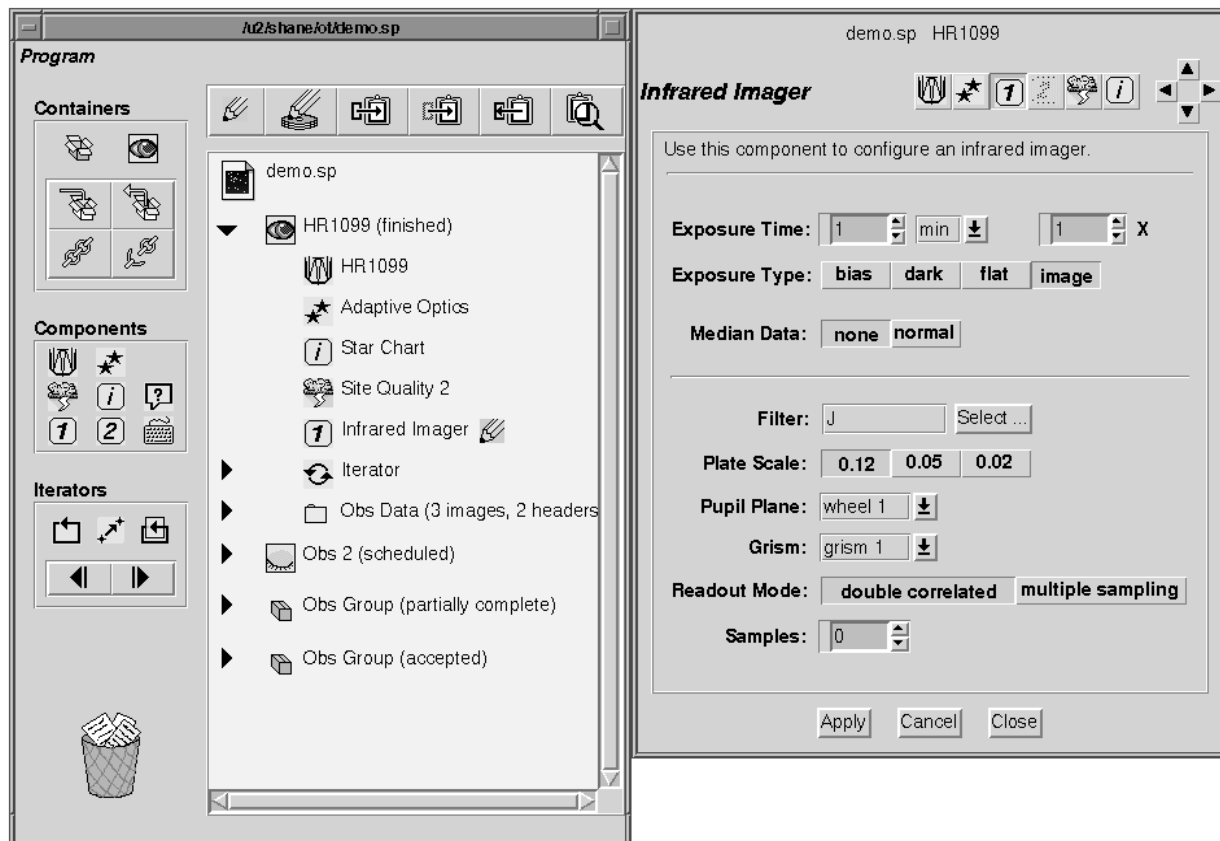 /u2/shane/ot/demo.sp
Program
Containers
Components
i ?
1 2
Iterators
demo.sp
HR1099 (finished)
HR1099
Adaptive Optics
i Star Chart
Site Quality 2
1 Infrared Imager
Iterator
Obs Data (3 images, 2 headers
Obs 2 (scheduled)
Obs Group (partially complete)
Obs Group (accepted)
demo.sp HR1099
Infrared Imager 1 2 i
Use this component to configure an infrared imager.
Exposure Time: 1 min 1 X
Exposure Type: bias dark flat image
Median Data: none normal
Filter: J Select ...
Plate Scale: 0.12 0.05 0.02
Pupil Plane: wheel 1
Grism: grism 1
Readout Mode: double correlated multiple sampling
Samples: 0
Apply Cancel Close